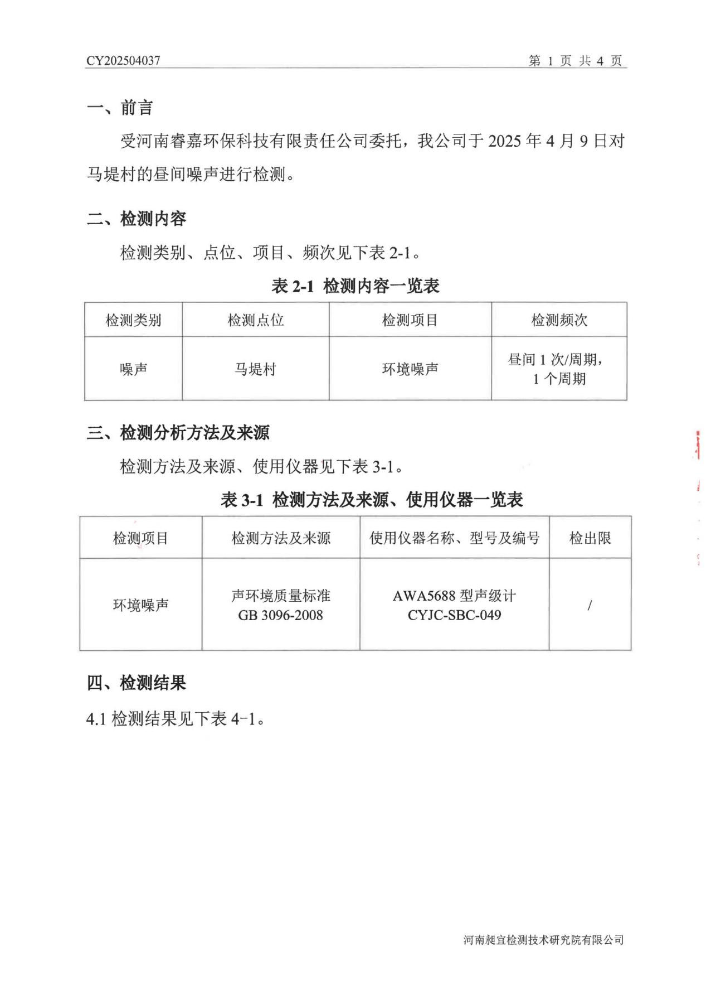 CY202504037
第 1 页 共 4 页
一、前言
受河南睿嘉环保科技有限责任公司委托，我公司于 2025 年 4 月 9 日对
马堤村的昼间噪声进行检测。
二、检测内容
检测类别、点位、项目、频次见下表 2-1。
表 2-1 检测内容一览表
检测类别 检测点位 检测项目 检测频次
噪声 马堤村 环境噪声 昼间 1 次/周期，
1 个周期
三、检测分析方法及来源
检测方法及来源、使用仪器见下表 3-1。
表 3-1 检测方法及来源、使用仪器一览表
检测项目 检测方法及来源 使用仪器名称、型号及编号 检出限
环境噪声 声环境质量标准 AWA5688 型声级计 /
GB 3096-2008 CYJC-SBC-049
四、检测结果
4.1 检测结果见下表 4-1。
河南昶宜检测技术研究院有限公司